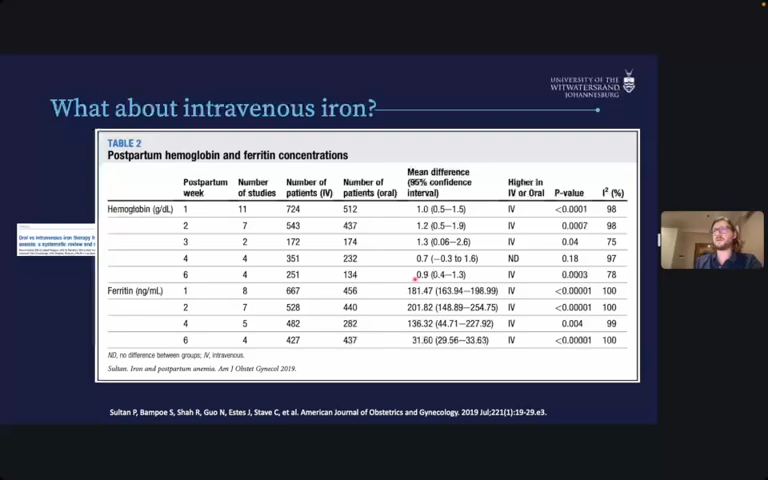 UNIVERSITY OF THE
WITWATERSRAND,
JOHANNESBURG
What about intravenous iron?
TABLE 2
Postpartum hemoglobin and ferritin concentrations
Postpartum week Number of studies Number of patients (IV) Number of patients (oral) Mean difference (95% confidence interval) Higher in IV or Oral P-value I² (%)
Hemoglobin (g/dL) 1 11 724 512 1.0 (0.5–1.5) IV <0.0001 98
2 7 543 437 1.2 (0.5–1.9) IV 0.0007 98
3 2 172 174 1.3 (0.06–2.6) IV 0.04 75
4 4 351 232 0.7 (−0.3 to 1.6) ND 0.18 97
6 4 251 134 0.9 (0.4–1.3) IV 0.0003 78
Ferritin (ng/mL) 1 8 667 456 181.47 (163.94–198.99) IV <0.00001 100
2 7 528 440 201.82 (148.89–254.75) IV <0.00001 100
4 5 482 282 136.32 (44.71–227.92) IV 0.004 99
6 4 427 437 31.60 (29.56–33.63) IV <0.00001 100
ND, no difference between groups; IV, intravenous.
Sultan. Iron and postpartum anemia. Am J Obstet Gynecol 2019.
Oral vs intravenous iron therapy
anemia: a systematic review and
Sultan P, Bampoe S, Shah R, Guo N, Estes J, Stave C, et al. American Journal of Obstetrics and Gynecology. 2019 Jul;221(1):19-29.e3.